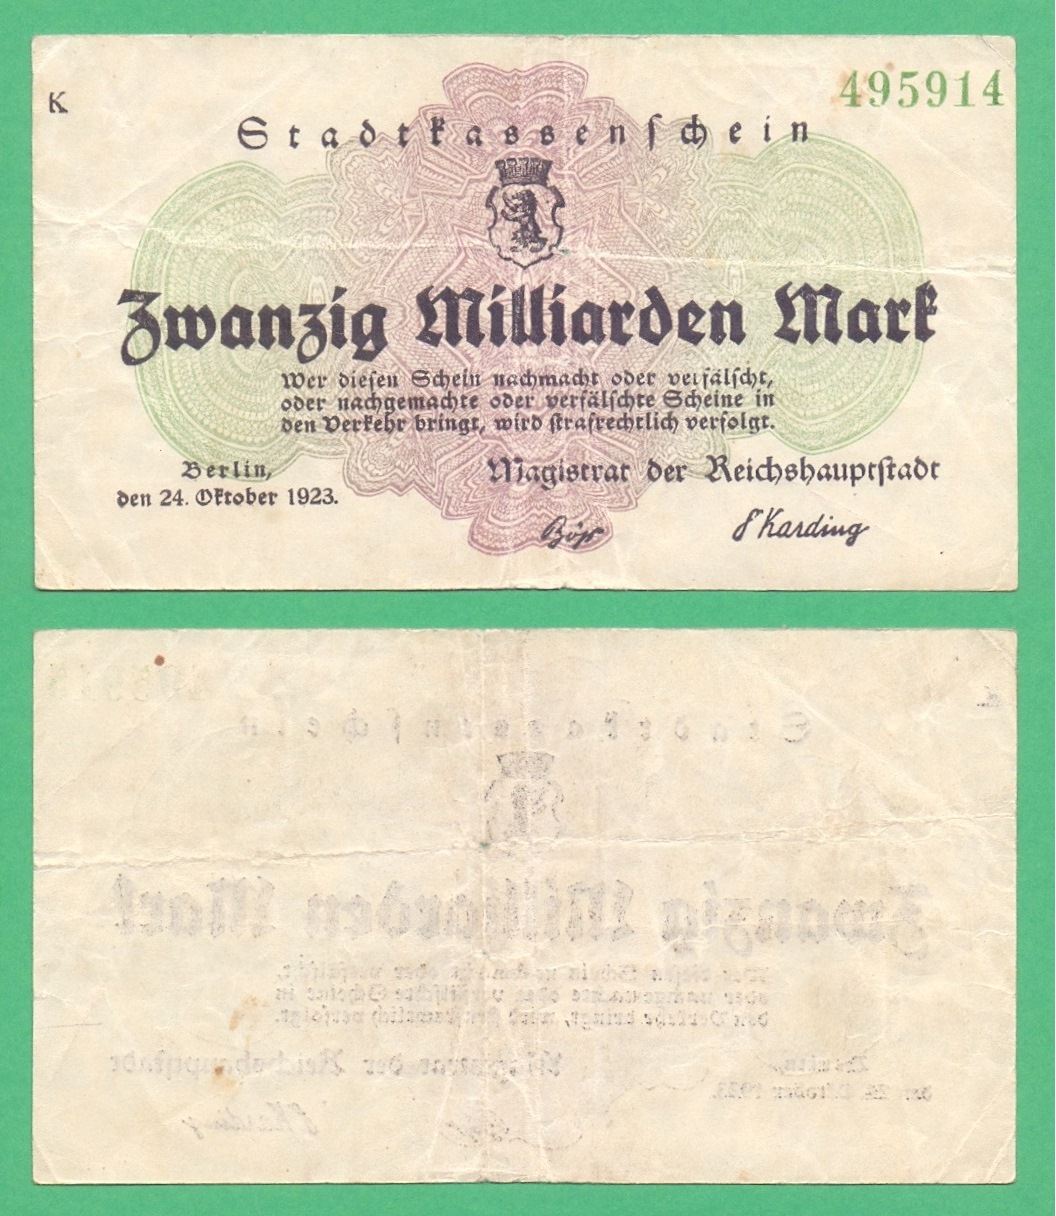 K
495914
Stadtkassenschein
Zwanzig Milliarden Mark
Wer diesen Schein nachmacht oder verfälscht,
oder nachgemachte oder verfälschte Scheine in
den Verkehr bringt, wird strafrechtlich verfolgt.
Berlin,
den 24. Oktober 1923.
Magistrat der Reichshauptstadt
Böß
Karding